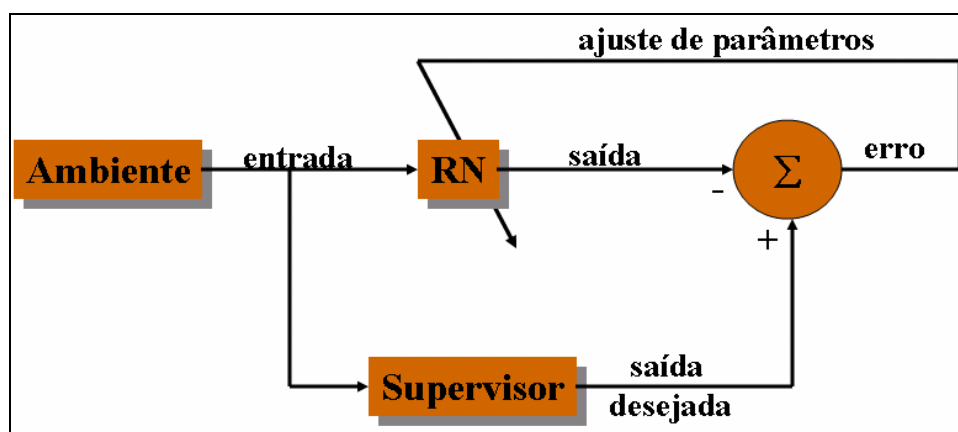 ajuste de parâmetros
Ambiente
entrada
RN
saída
-
Σ
erro
+
Supervisor
saída
desejada